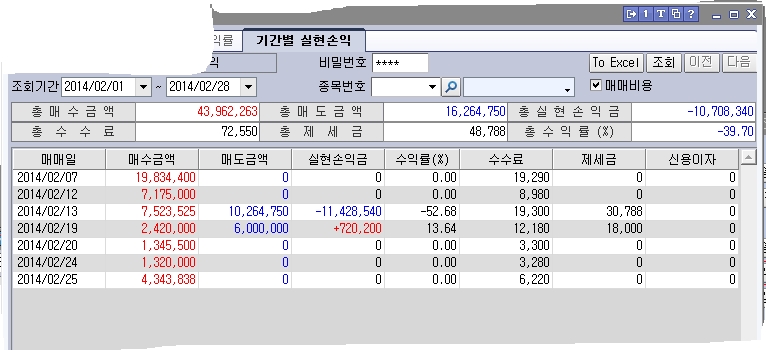 1 T ?
익률 기간별 실현손익
비밀번호 **** To Excel 조회 이전 다음
조회기간 2014/02/01 ~ 2014/02/28 종목번호 매매비용
총 매 수 금 액 43,962,263 총 매 도 금 액 16,264,750 총 실 현 손 익 금 -10,708,340
총 수 수 료 72,550 총 제 세 금 48,788 총 수 익 률 (%) -39.70
매매일 매수금액 매도금액 실현손익금 수익률(%) 수수료 제세금 신용이자
2014/02/07 19,834,400 0 0 0.00 19,290 0 0
2014/02/12 7,175,000 0 0 0.00 8,980 0 0
2014/02/13 7,523,525 10,264,750 -11,428,540 -52.68 19,300 30,788 0
2014/02/19 2,420,000 6,000,000 +720,200 13.64 12,180 18,000 0
2014/02/20 1,345,500 0 0 0.00 3,300 0 0
2014/02/24 1,320,000 0 0 0.00 3,280 0 0
2014/02/25 4,343,838 0 0 0.00 6,220 0 0